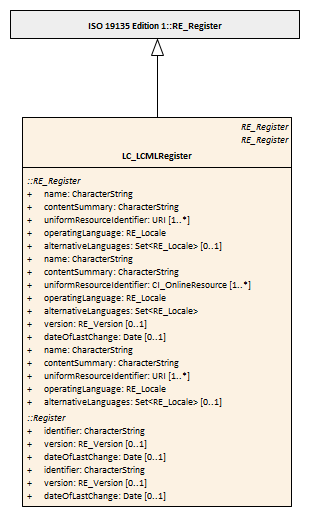 ISO 19135 Edition 1::RE_Register
RE_Register
RE_Register
LC_LCMLRegister
::RE_Register
+ name: CharacterString
+ contentSummary: CharacterString
+ uniformResourceIdentifier: URI [1..*]
+ operatingLanguage: RE_Locale
+ alternativeLanguages: Set<RE_Locale> [0..1]
+ name: CharacterString
+ contentSummary: CharacterString
+ uniformResourceIdentifier: CI_OnlineResource [1..*]
+ operatingLanguage: RE_Locale
+ alternativeLanguages: Set<RE_Locale>
+ version: RE_Version [0..1]
+ dateOfLastChange: Date [0..1]
+ name: CharacterString
+ contentSummary: CharacterString
+ uniformResourceIdentifier: URI [1..*]
+ operatingLanguage: RE_Locale
+ alternativeLanguages: Set<RE_Locale> [0..1]
::Register
+ identifier: CharacterString
+ version: RE_Version [0..1]
+ dateOfLastChange: Date [0..1]
+ identifier: CharacterString
+ version: RE_Version [0..1]
+ dateOfLastChange: Date [0..1]